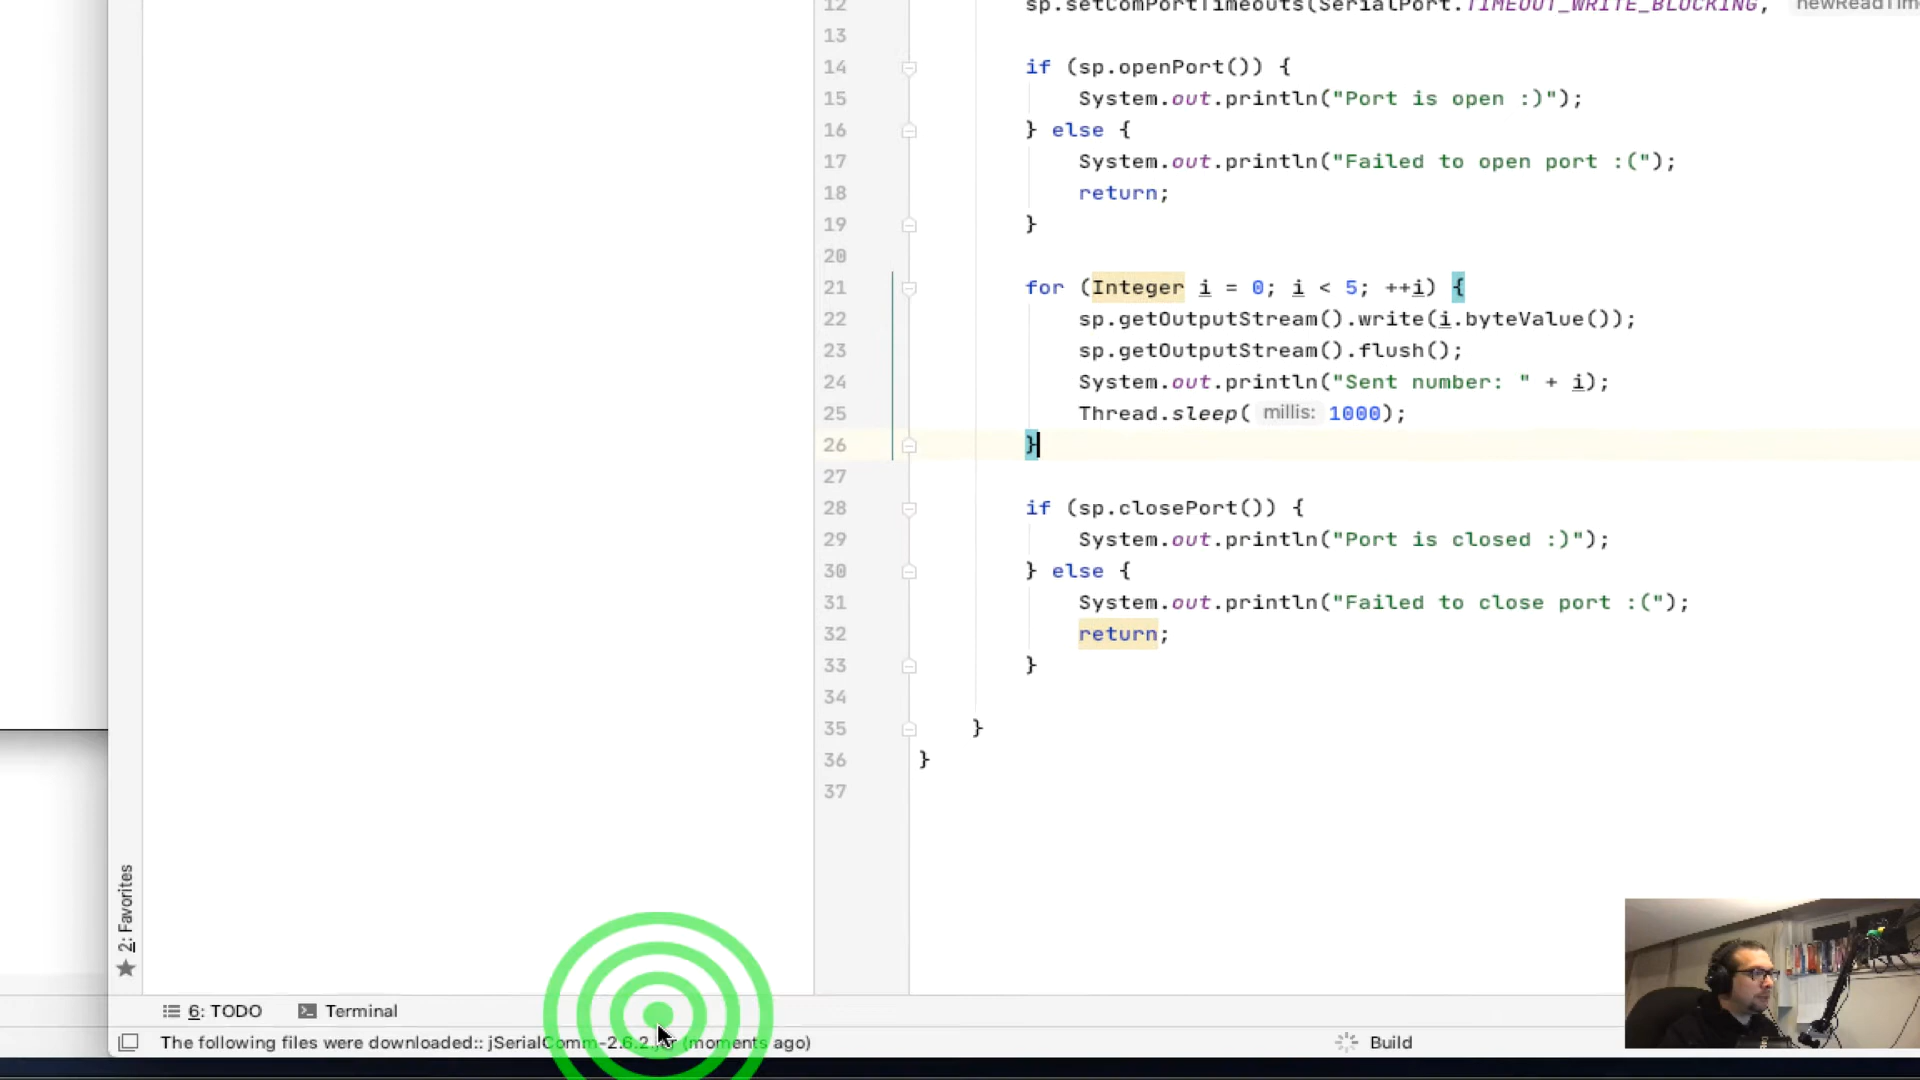 12 sp.setComPortTimeouts(SerialPort.TIMEOUT_WRITE_BLOCKING, newReadTim
13
14 if (sp.openPort()) {
15 System.out.println("Port is open :)");
16 } else {
17 System.out.println("Failed to open port :(");
18 return;
19 }
20
21 for (Integer i = 0; i < 5; ++i) {
22 sp.getOutputStream().write(i.byteValue());
23 sp.getOutputStream().flush();
24 System.out.println("Sent number: " + i);
25 Thread.sleep( millis: 1000);
26 }
27
28 if (sp.closePort()) {
29 System.out.println("Port is closed :)");
30 } else {
31 System.out.println("Failed to close port :(");
32 return;
33 }
34
35 }
36 }
37
2: Favorites
6: TODO Terminal
The following files were downloaded:: jSerialComm-2.6.2. (moments ago) Build